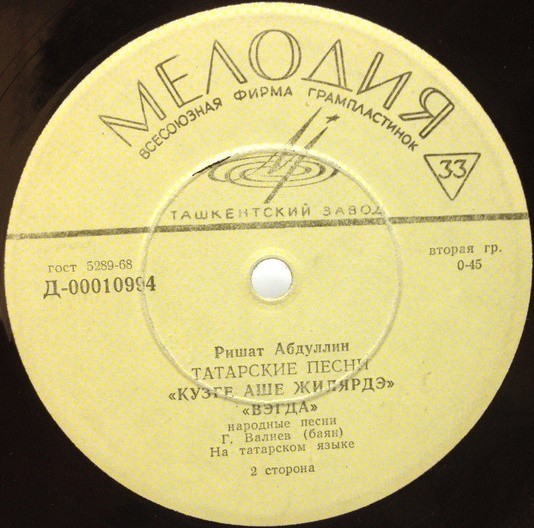 МЕЛОДИЯ
ВСЕСОЮЗНАЯ ФИРМА ГРАМПЛАСТИНОК
33
ТАШКЕНТСКИЙ ЗАВОД
гост 5289-68
Д-00010994
вторая гр.
0-45
Ришат Абдуллин
ТАТАРСКИЕ ПЕСНИ
«КУЗГЕ АШЕ ЖИЛЯРДЭ»
«ВЭГДА»
народные песни
Г. Валиев (баян)
На татарском языке
2 сторона